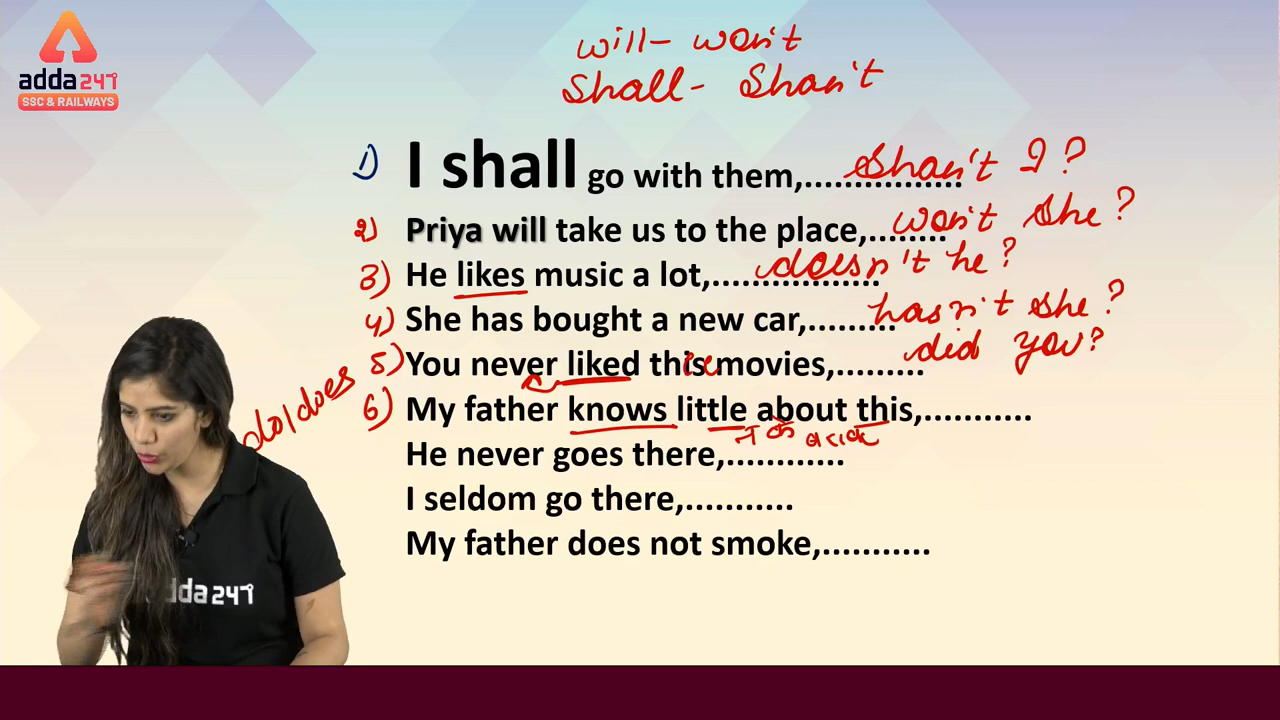 will - won't
Shall - Shan't
adda247
SSC & RAILWAYS
1) I shall go with them,................ Shan't I?
2) Priya will take us to the place,........ won't she?
3) He likes music a lot,................. doesn't he?
4) She has bought a new car,......... hasn't she?
5) You never liked this movies,......... did you?
do/does
6) My father knows little about this,...........
He never goes there,............
I seldom go there,...........
My father does not smoke,...........
adda247